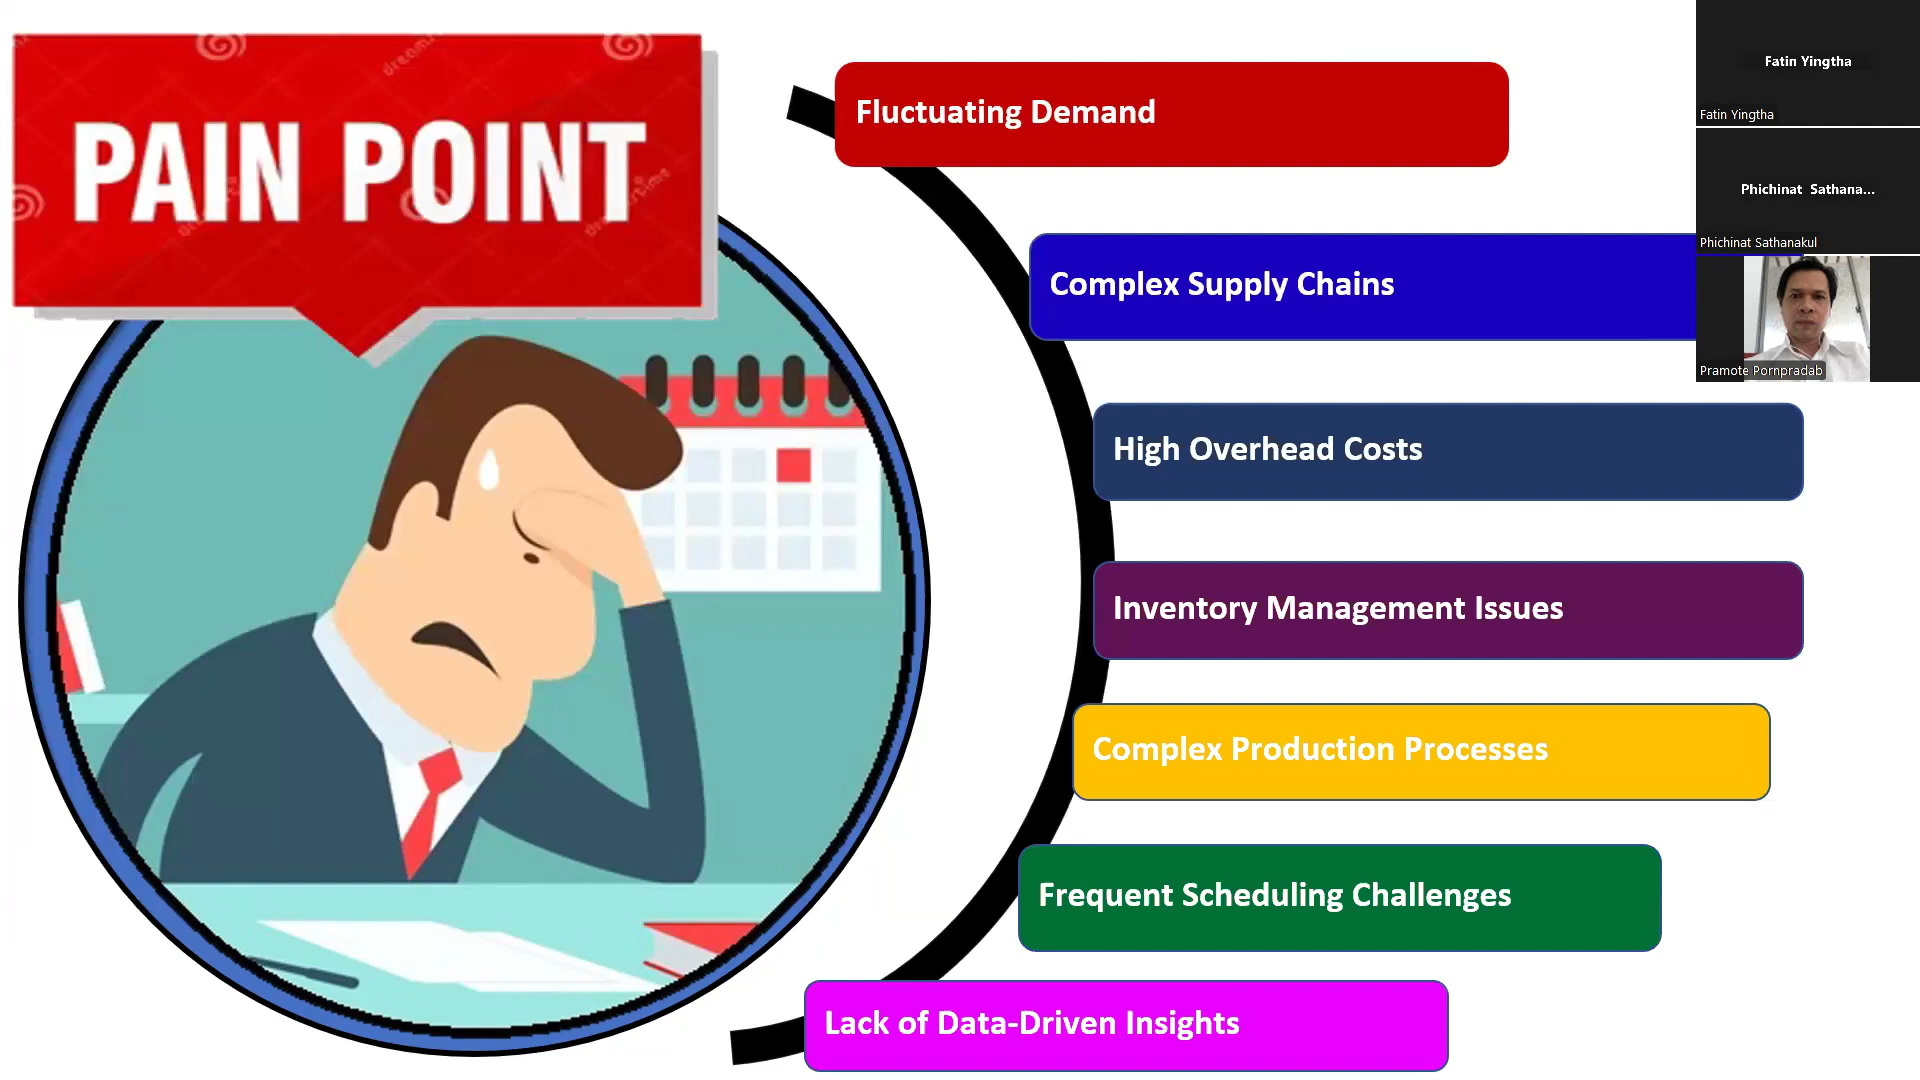 PAIN POINT
Fluctuating Demand
Complex Supply Chains
High Overhead Costs
Inventory Management Issues
Complex Production Processes
Frequent Scheduling Challenges
Lack of Data-Driven Insights
Fatin Yingtha
Fatin Yingtha
Phichinat Sathana...
Phichinat Sathanakul
Pramote Pornpradab